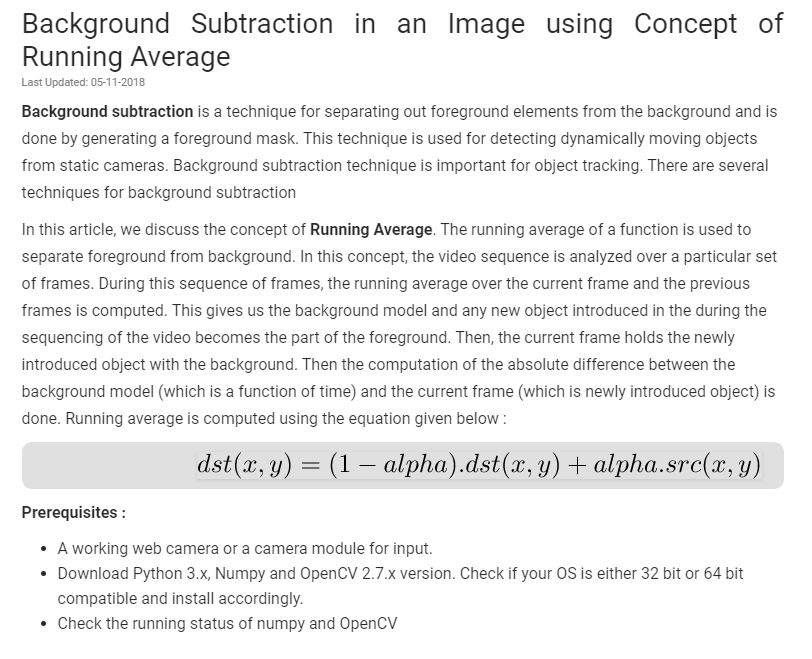 Background Subtraction in an Image using Concept of
Running Average
Last Updated: 05-11-2018
Background subtraction is a technique for separating out foreground elements from the background and is
done by generating a foreground mask. This technique is used for detecting dynamically moving objects
from static cameras. Background subtraction technique is important for object tracking. There are several
techniques for background subtraction
In this article, we discuss the concept of Running Average. The running average of a function is used to
separate foreground from background. In this concept, the video sequence is analyzed over a particular set
of frames. During this sequence of frames, the running average over the current frame and the previous
frames is computed. This gives us the background model and any new object introduced in the during the
sequencing of the video becomes the part of the foreground. Then, the current frame holds the newly
introduced object with the background. Then the computation of the absolute difference between the
background model (which is a function of time) and the current frame (which is newly introduced object) is
done. Running average is computed using the equation given below :
dst(x, y) = (1 − alpha).dst(x, y) + alpha.src(x, y)
Prerequisites :
• A working web camera or a camera module for input.
• Download Python 3.x, Numpy and OpenCV 2.7.x version. Check if your OS is either 32 bit or 64 bit
compatible and install accordingly.
• Check the running status of numpy and OpenCV